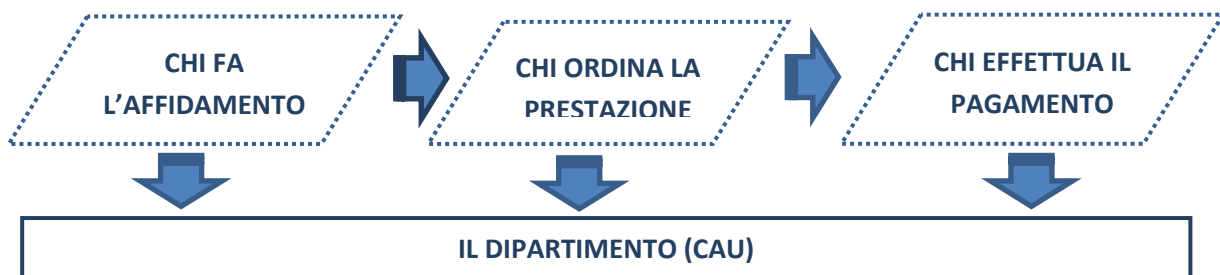 CHI FA
L’AFFIDAMENTO
CHI ORDINA LA
PRESTAZIONE
CHI EFFETTUA IL
PAGAMENTO
IL DIPARTIMENTO (CAU)